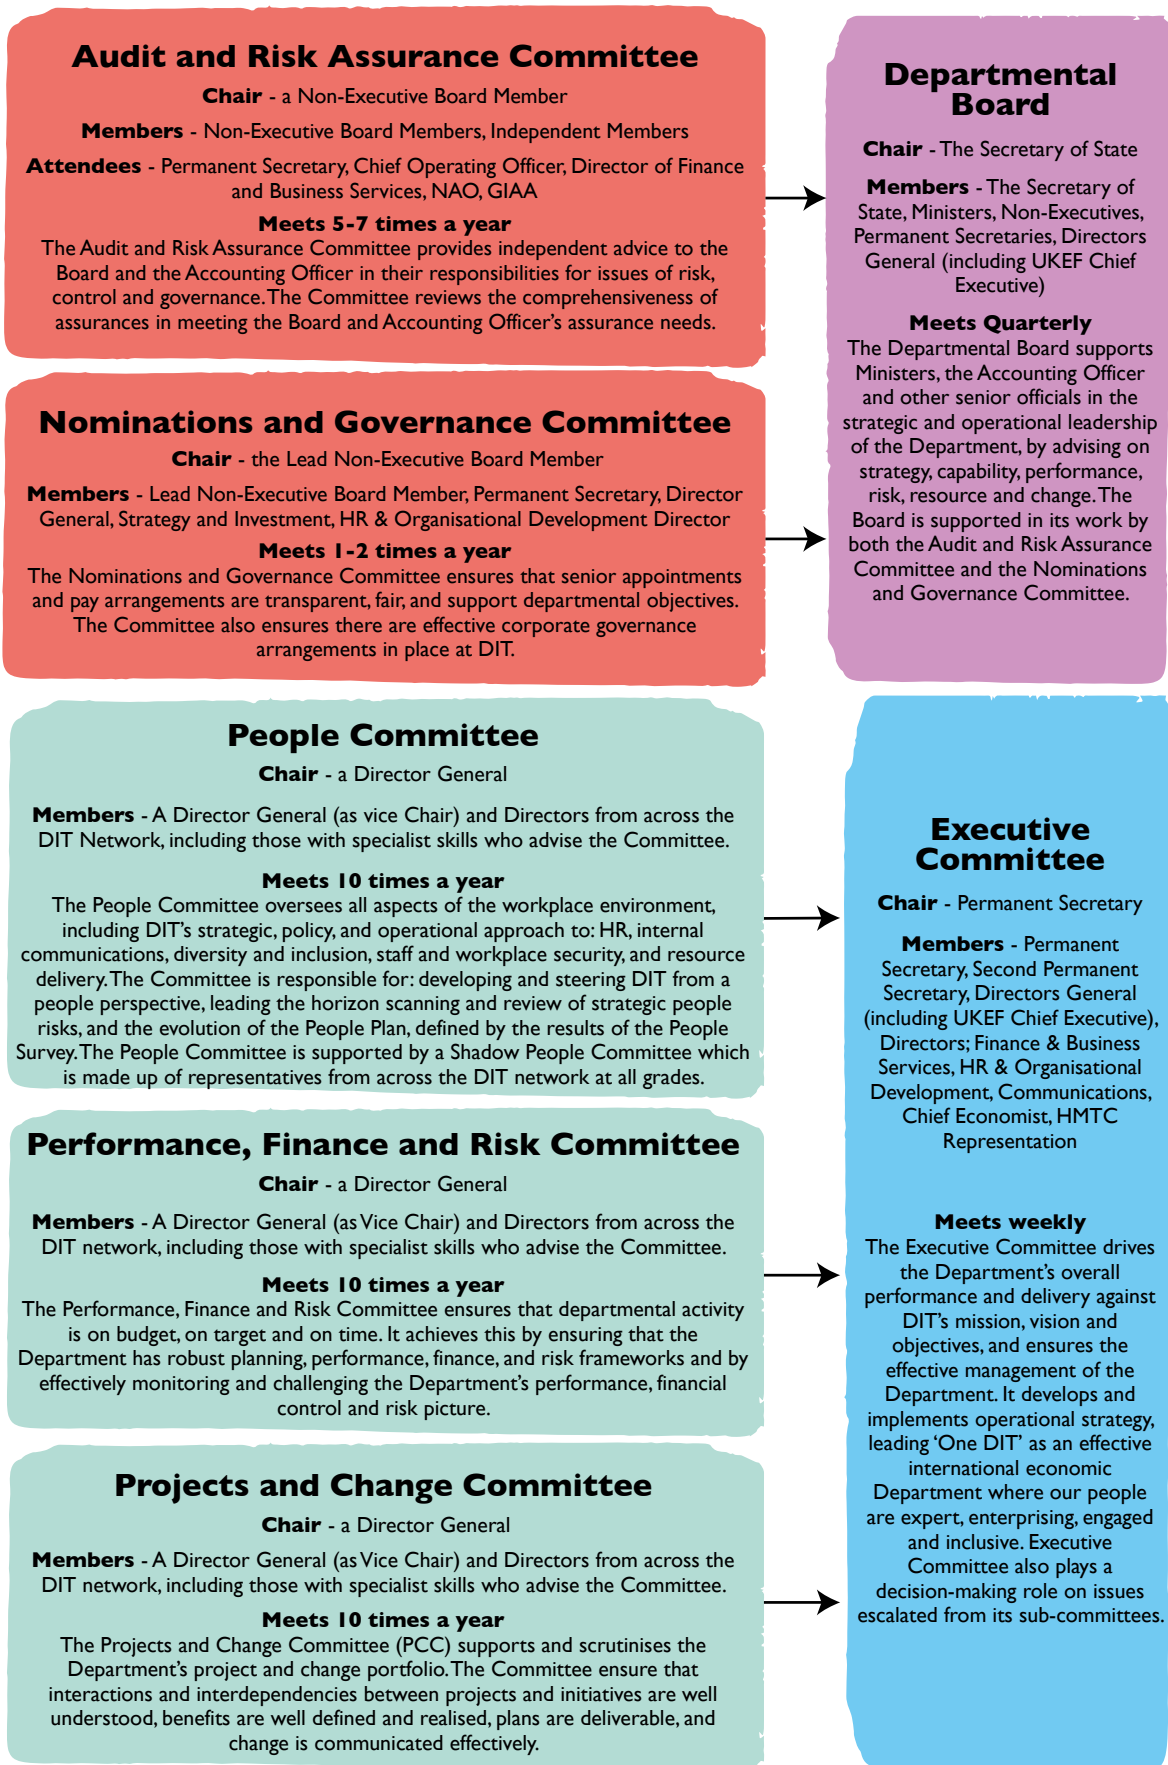 Audit and Risk Assurance Committee
Chair - a Non-Executive Board Member
Members - Non-Executive Board Members, Independent Members
Attendees - Permanent Secretary, Chief Operating Officer, Director of Finance
and Business Services, NAO, GIAA
Meets 5-7 times a year
The Audit and Risk Assurance Committee provides independent advice to the
Board and the Accounting Officer in their responsibilities for issues of risk,
control and governance. The Committee reviews the comprehensiveness of
assurances in meeting the Board and Accounting Officer's assurance needs.
Nominations and Governance Committee
Chair - the Lead Non-Executive Board Member
Members - Lead Non-Executive Board Member, Permanent Secretary, Director
General, Strategy and Investment, HR & Organisational Development Director
Meets 1-2 times a year
The Nominations and Governance Committee ensures that senior appointments
and pay arrangements are transparent, fair, and support departmental objectives.
The Committee also ensures there are effective corporate governance
arrangements in place at DIT.
Departmental
Board
Chair - The Secretary of State
Members - The Secretary of
State, Ministers, Non-Executives,
Permanent Secretaries, Directors
General (including UKEF Chief
Executive)
Meets Quarterly
The Departmental Board supports
Ministers, the Accounting Officer
and other senior officials in the
strategic and operational leadership
of the Department, by advising on
strategy, capability, performance,
risk, resource and change. The
Board is supported in its work by
both the Audit and Risk Assurance
Committee and the Nominations
and Governance Committee.
People Committee
Chair - a Director General
Members - A Director General (as vice Chair) and Directors from across the
DIT Network, including those with specialist skills who advise the Committee.
Meets 10 times a year
The People Committee oversees all aspects of the workplace environment,
including DIT's strategic, policy, and operational approach to: HR, internal
communications, diversity and inclusion, staff and workplace security, and resource
delivery. The Committee is responsible for: developing and steering DIT from a
people perspective, leading the horizon scanning and review of strategic people
risks, and the evolution of the People Plan, defined by the results of the People
Survey. The People Committee is supported by a Shadow People Committee which
is made up of representatives from across the DIT network at all grades.
Performance, Finance and Risk Committee
Chair - a Director General
Members - A Director General (as Vice Chair) and Directors from across the
DIT network, including those with specialist skills who advise the Committee.
Meets 10 times a year
The Performance, Finance and Risk Committee ensures that departmental activity
is on budget, on target and on time. It achieves this by ensuring that the
Department has robust planning, performance, finance, and risk frameworks and by
effectively monitoring and challenging the Department's performance, financial
control and risk picture.
Projects and Change Committee
Chair - a Director General
Members - A Director General (as Vice Chair) and Directors from across the
DIT network, including those with specialist skills who advise the Committee.
Meets 10 times a year
The Projects and Change Committee (PCC) supports and scrutinises the
Department's project and change portfolio. The Committee ensure that
interactions and interdependencies between projects and initiatives are well
understood, benefits are well defined and realised, plans are deliverable, and
change is communicated effectively.
Executive
Committee
Chair - Permanent Secretary
Members - Permanent
Secretary, Second Permanent
Secretary, Directors General
(including UKEF Chief Executive),
Directors; Finance & Business
Services, HR & Organisational
Development, Communications,
Chief Economist, HMTC
Representation
Meets weekly
The Executive Committee drives
the Department's overall
performance and delivery against
DIT's mission, vision and
objectives, and ensures the
effective management of the
Department. It develops and
implements operational strategy,
leading 'One DIT' as an effective
international economic
Department where our people
are expert, enterprising, engaged
and inclusive. Executive
Committee also plays a
decision-making role on issues
escalated from its sub-committees.